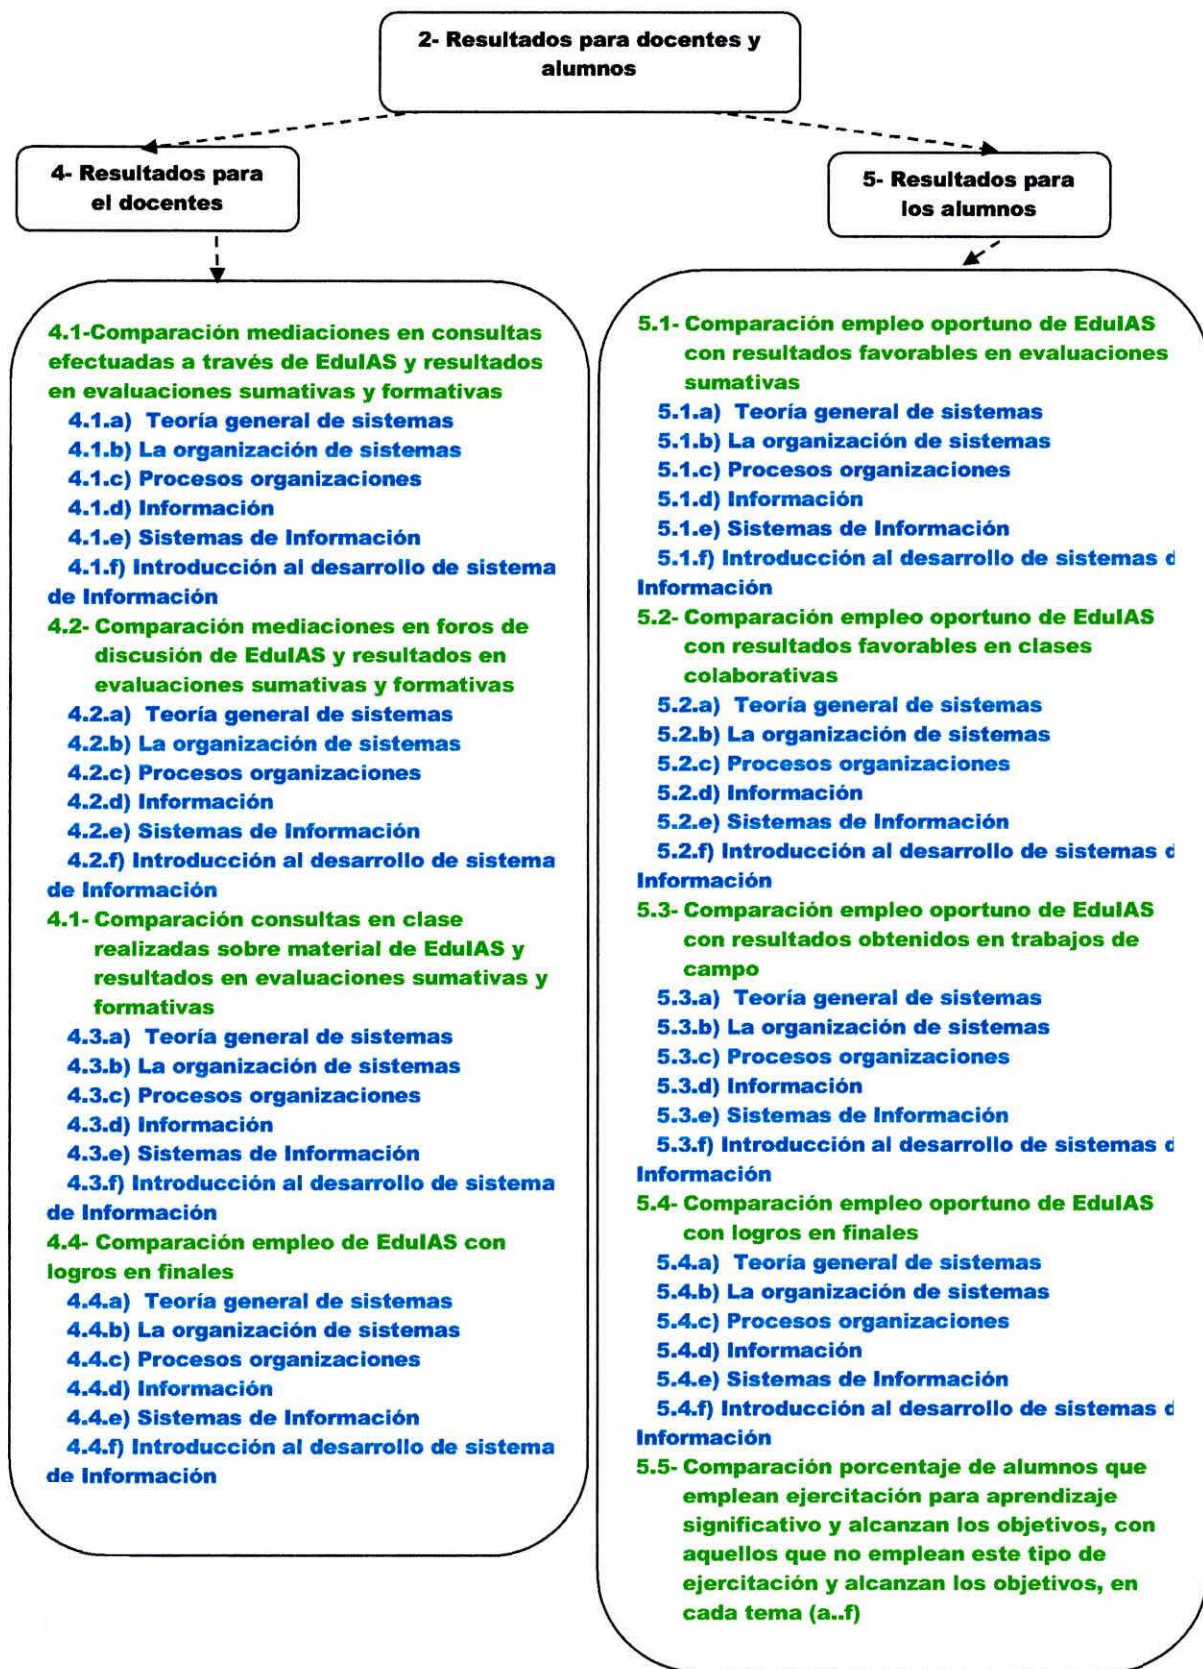 2- Resultados para docentes y
alumnos
4- Resultados para
el docentes
5- Resultados para
los alumnos
4.1-Comparación mediaciones en consultas
efectuadas a través de EduIAS y resultados
en evaluaciones sumativas y formativas
4.1.a) Teoría general de sistemas
4.1.b) La organización de sistemas
4.1.c) Procesos organizaciones
4.1.d) Información
4.1.e) Sistemas de Información
4.1.f) Introducción al desarrollo de sistema
de Información
4.2- Comparación mediaciones en foros de
discusión de EduIAS y resultados en
evaluaciones sumativas y formativas
4.2.a) Teoría general de sistemas
4.2.b) La organización de sistemas
4.2.c) Procesos organizaciones
4.2.d) Información
4.2.e) Sistemas de Información
4.2.f) Introducción al desarrollo de sistema
de Información
4.1- Comparación consultas en clase
realizadas sobre material de EduIAS y
resultados en evaluaciones sumativas y
formativas
4.3.a) Teoría general de sistemas
4.3.b) La organización de sistemas
4.3.c) Procesos organizaciones
4.3.d) Información
4.3.e) Sistemas de Información
4.3.f) Introducción al desarrollo de sistema
de Información
4.4- Comparación empleo de EduIAS con
logros en finales
4.4.a) Teoría general de sistemas
4.4.b) La organización de sistemas
4.4.c) Procesos organizaciones
4.4.d) Información
4.4.e) Sistemas de Información
4.4.f) Introducción al desarrollo de sistema
de Información
5.1- Comparación empleo oportuno de EduIAS
con resultados favorables en evaluaciones
sumativas
5.1.a) Teoría general de sistemas
5.1.b) La organización de sistemas
5.1.c) Procesos organizaciones
5.1.d) Información
5.1.e) Sistemas de Información
5.1.f) Introducción al desarrollo de sistemas d
Información
5.2- Comparación empleo oportuno de EduIAS
con resultados favorables en clases
colaborativas
5.2.a) Teoría general de sistemas
5.2.b) La organización de sistemas
5.2.c) Procesos organizaciones
5.2.d) Información
5.2.e) Sistemas de Información
5.2.f) Introducción al desarrollo de sistemas d
Información
5.3- Comparación empleo oportuno de EduIAS
con resultados obtenidos en trabajos de
campo
5.3.a) Teoría general de sistemas
5.3.b) La organización de sistemas
5.3.c) Procesos organizaciones
5.3.d) Información
5.3.e) Sistemas de Información
5.3.f) Introducción al desarrollo de sistemas d
Información
5.4- Comparación empleo oportuno de EduIAS
con logros en finales
5.4.a) Teoría general de sistemas
5.4.b) La organización de sistemas
5.4.c) Procesos organizaciones
5.4.d) Información
5.4.e) Sistemas de Información
5.4.f) Introducción al desarrollo de sistemas d
Información
5.5- Comparación porcentaje de alumnos que
emplean ejercitación para aprendizaje
significativo y alcanzan los objetivos, con
aquellos que no emplean este tipo de
ejercitación y alcanzan los objetivos, en
cada tema (a..f)